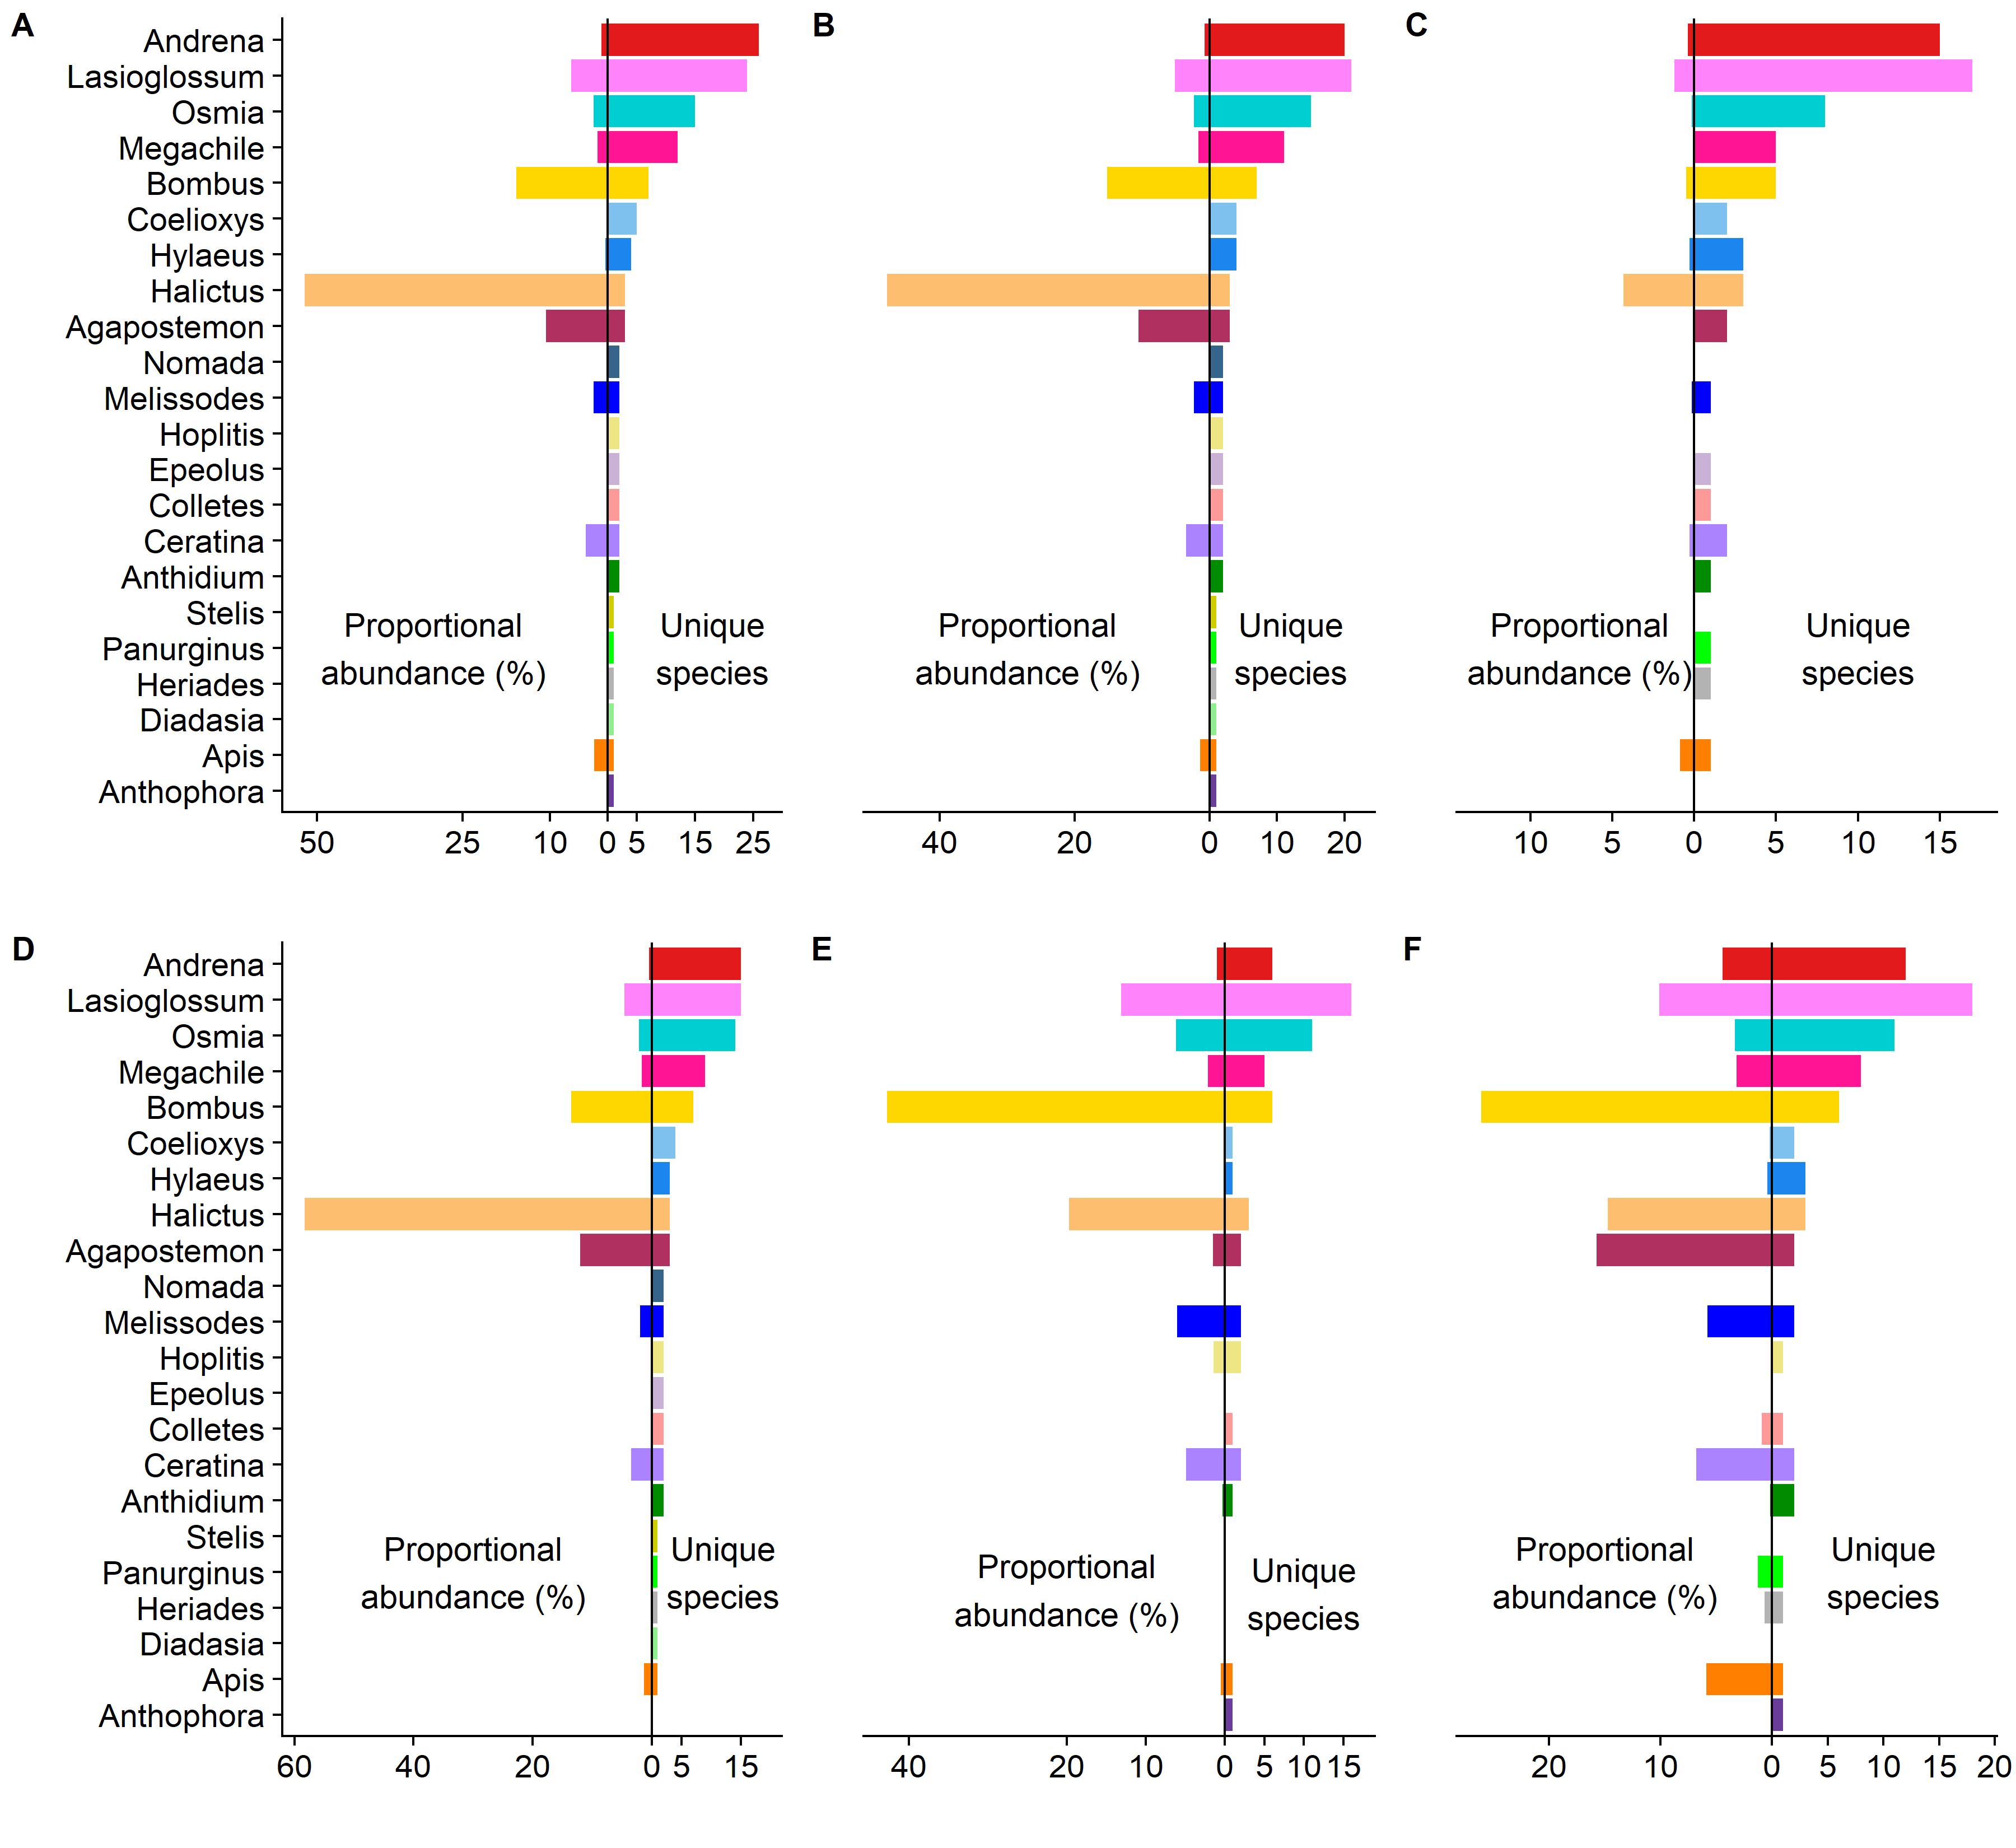 A
B
C
Andrena
Lasioglossum
Osmia
Megachile
Bombus
Coelioxys
Hylaeus
Halictus
Agapostemon
Nomada
Melissodes
Hoplitis
Epeolus
Colletes
Ceratina
Anthidium
Stelis
Panurginus
Heriades
Diadasia
Apis
Anthophora
Proportional
abundance (%)
Unique
species
Proportional
abundance (%)
Unique
species
Proportional
abundance (%)
Unique
species
50 25 10 0 5 15 25
40 20 0 10 20
10 5 0 5 10 15
D
E
F
Andrena
Lasioglossum
Osmia
Megachile
Bombus
Coelioxys
Hylaeus
Halictus
Agapostemon
Nomada
Melissodes
Hoplitis
Epeolus
Colletes
Ceratina
Anthidium
Stelis
Panurginus
Heriades
Diadasia
Apis
Anthophora
Proportional
abundance (%)
Unique
species
Proportional
abundance (%)
Unique
species
Proportional
abundance (%)
Unique
species
60 40 20 0 5 15
40 20 10 0 5 10 15
20 10 0 5 10 15 20